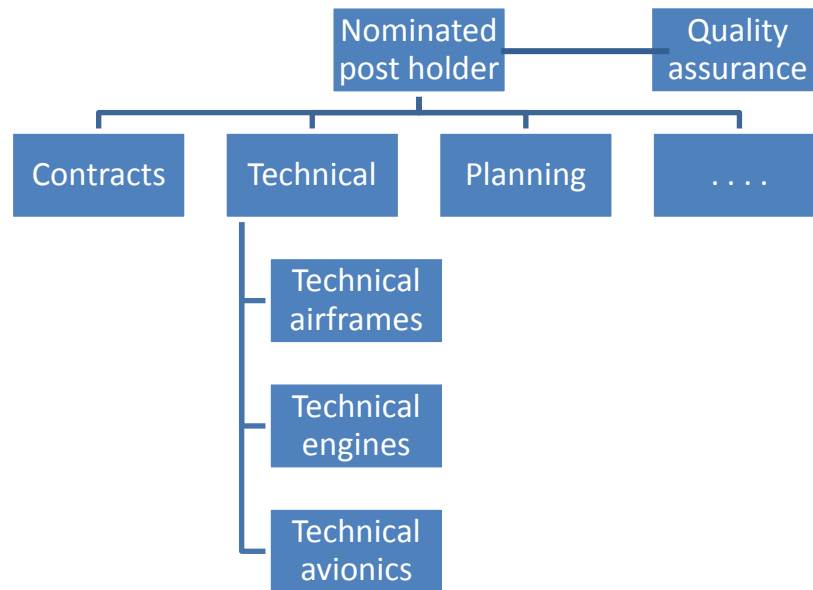 Nominated
post holder
Quality
assurance
Contracts
Technical
Planning
. . . .
Technical
airframes
Technical
engines
Technical
avionics